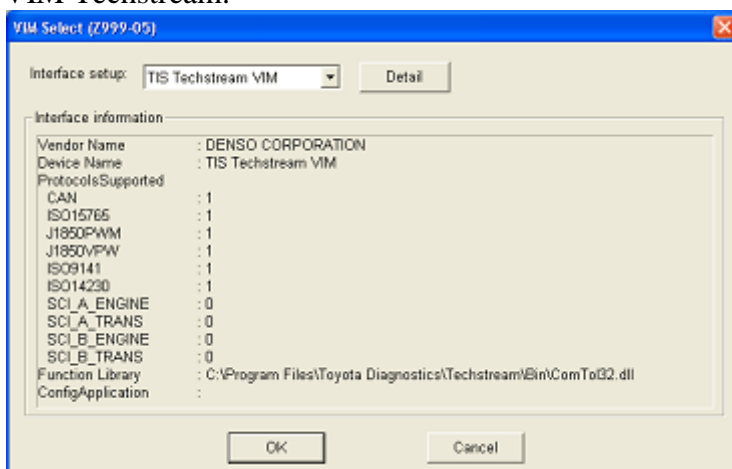 VIM Techstream.
VIM Select (Z999-05)
Interface setup: TIS Techstream VIM Detail
Interface information
Vendor Name : DENSO CORPORATION
Device Name : TIS Techstream VIM
ProtocolsSupported
CAN : 1
ISO15765 : 1
J1850PWM : 1
J1850VPW : 1
ISO9141 : 1
ISO14230 : 1
SCI_A_ENGINE : 0
SCI_A_TRANS : 0
SCI_B_ENGINE : 0
SCI_B_TRANS : 0
Function Library : C:\Program Files\Toyota Diagnostics\Techstream\Bin\ComTol32.dll
ConfigApplication :
OK Cancel